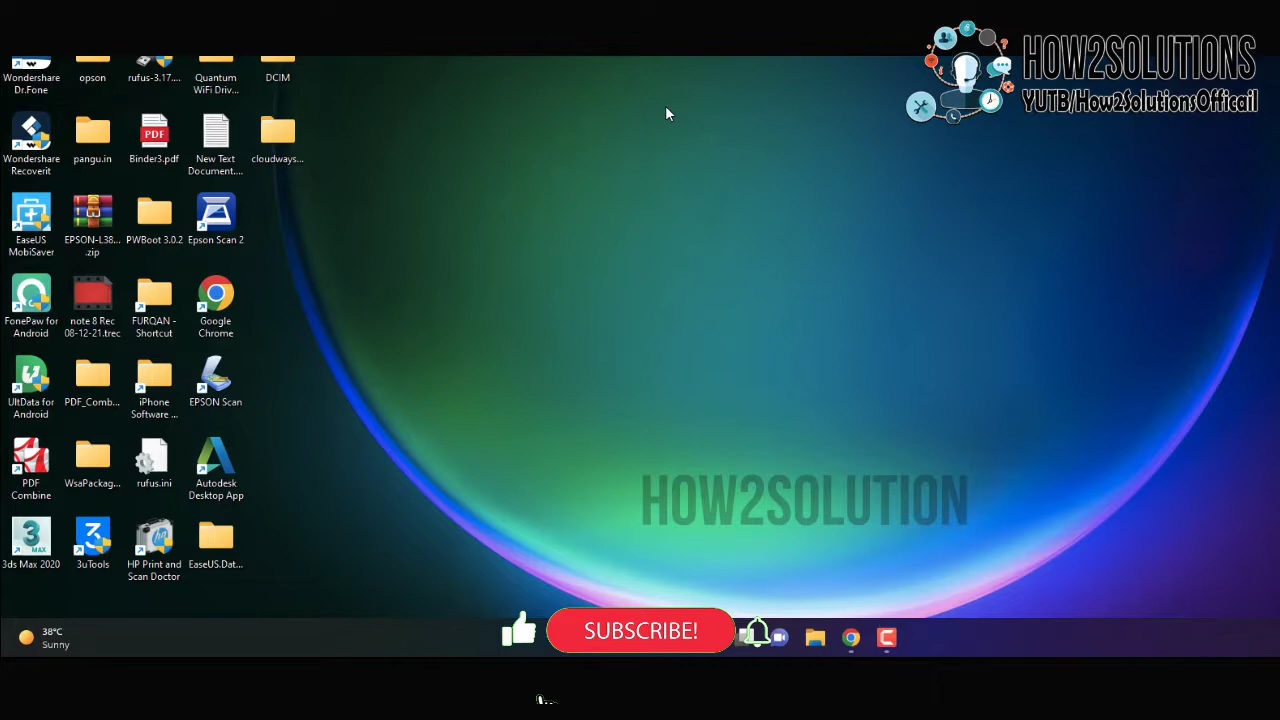 HOW2SOLUTIONS
YUTB/How2SolutionsOfficail
Wondershare
Dr.Fone
opson
rufus-3.17....
Quantum
WiFi Driv...
DCIM
Wondershare
Recoverit
pangu.in
PDF
Binder3.pdf
New Text
Document....
cloudways...
EaseUS
MobiSaver
EPSON-L38...
.zip
PWBoot 3.0.2
Epson Scan 2
FonePaw for
Android
note 8 Rec
08-12-21.trec
FURQAN -
Shortcut
Google
Chrome
UltData for
Android
PDF_Comb...
iPhone
Software ...
EPSON Scan
PDF
Combine
WsaPackag...
rufus.ini
Autodesk
Desktop App
3
MAX
3ds Max 2020
3uTools
hp
HP Print and
Scan Doctor
EaseUS.Dat...
HOW2SOLUTION
38°C
Sunny
SUBSCRIBE!